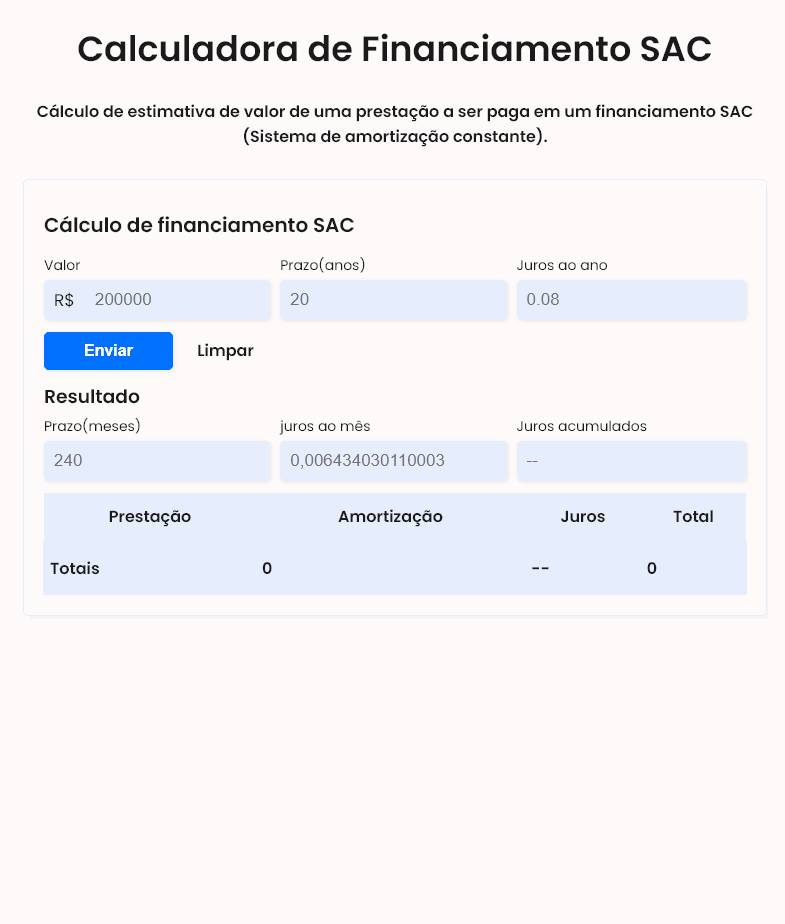 Calculadora de Financiamento SAC
Cálculo de estimativa de valor de uma prestação a ser paga em um financiamento SAC
(Sistema de amortização constante).
Cálculo de financiamento SAC
Valor Prazo(anos) Juros ao ano
R$ 200000 20 0.08
Enviar Limpar
Resultado
Prazo(meses) juros ao mês Juros acumulados
240 0,006434030110003 --
Prestação Amortização Juros Total
Totais 0 -- 0